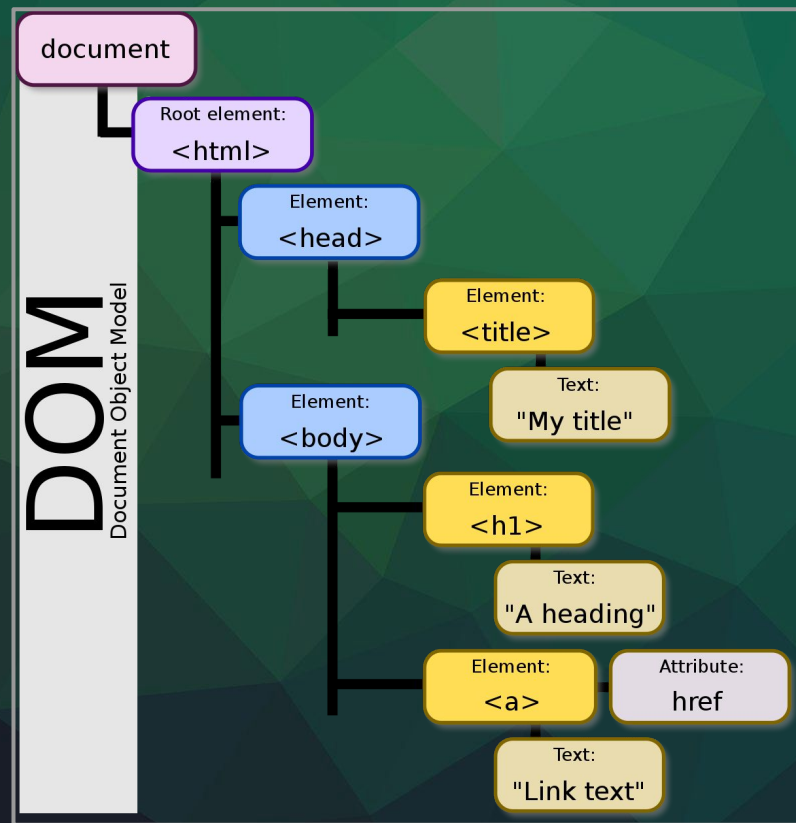 document
Root element:
<html>
Element:
<head>
Element:
<title>
Text:
"My title"
Element:
<body>
Element:
<h1>
Text:
"A heading"
Element:
<a>
Attribute:
href
Text:
"Link text"
DOM
Document Object Model